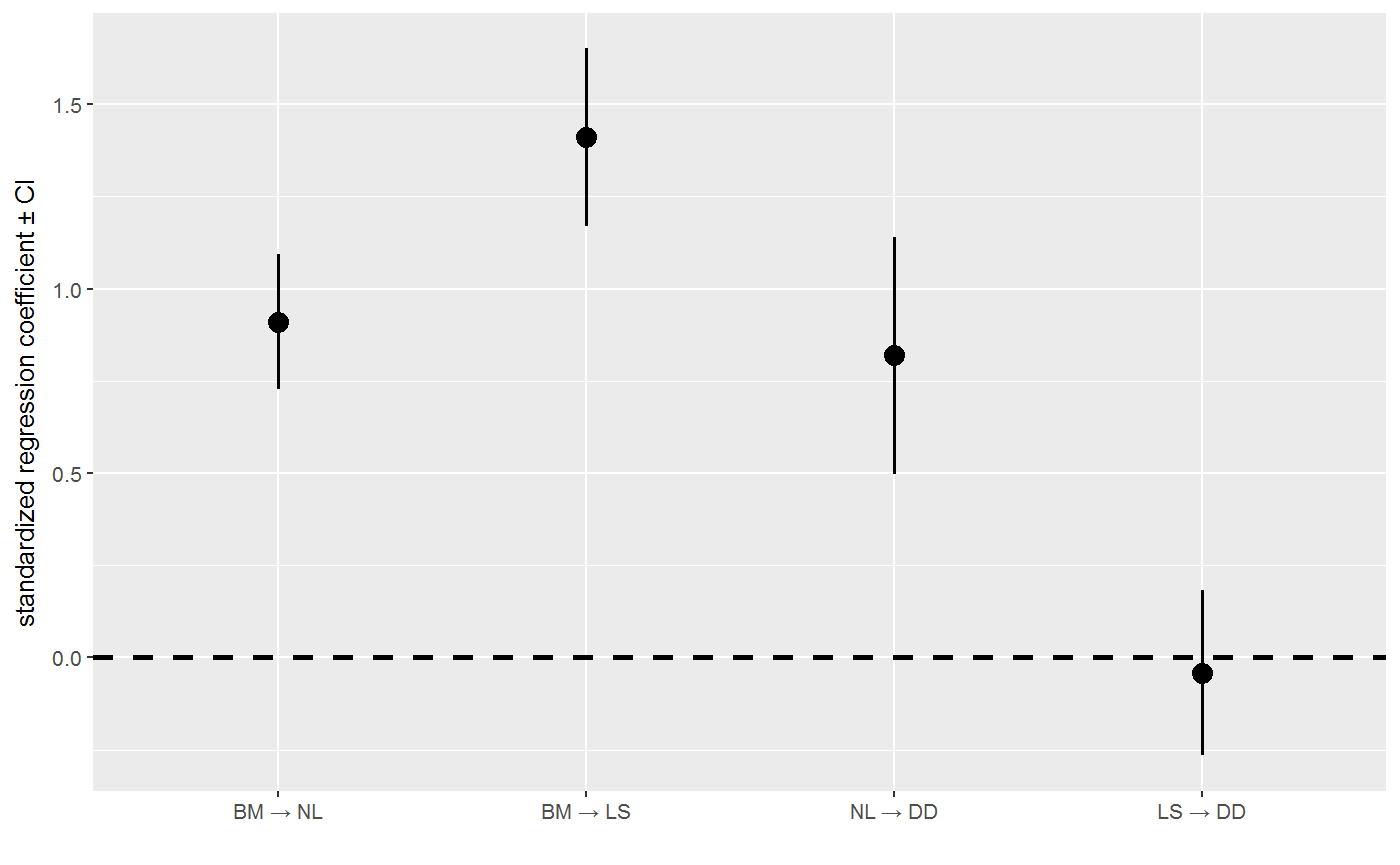 standardized regression coefficient ± CI
1.5
1.0
0.5
0.0
BM → NL
BM → LS
NL → DD
LS → DD